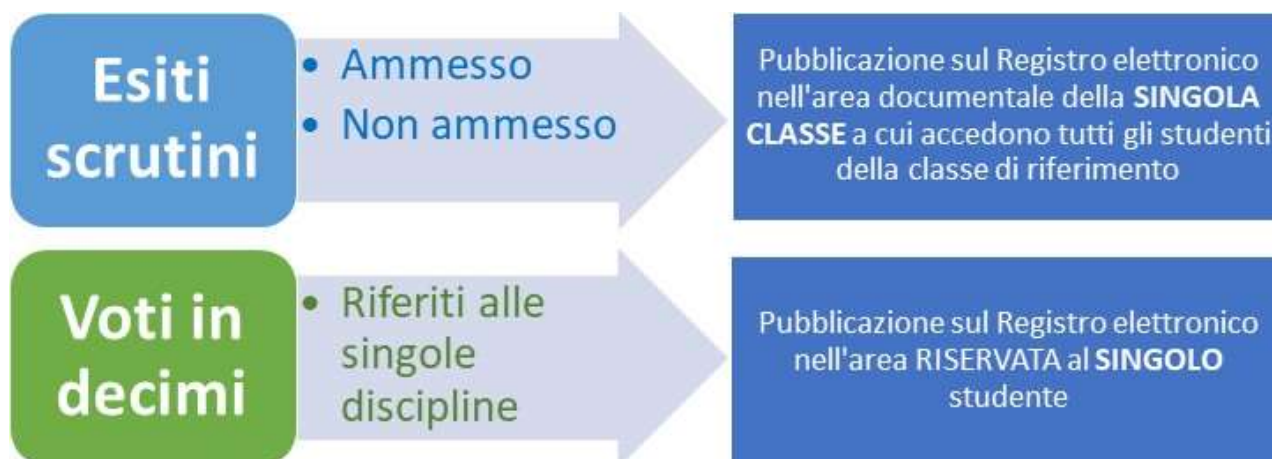 Esiti
scrutini
• Ammesso
• Non ammesso
Pubblicazione sul Registro elettronico
nell'area documentale della SINGOLA
CLASSE a cui accedono tutti gli studenti
della classe di riferimento
Voti in
decimi
• Riferiti alle
singole
discipline
Pubblicazione sul Registro elettronico
nell'area RISERVATA al SINGOLO
studente